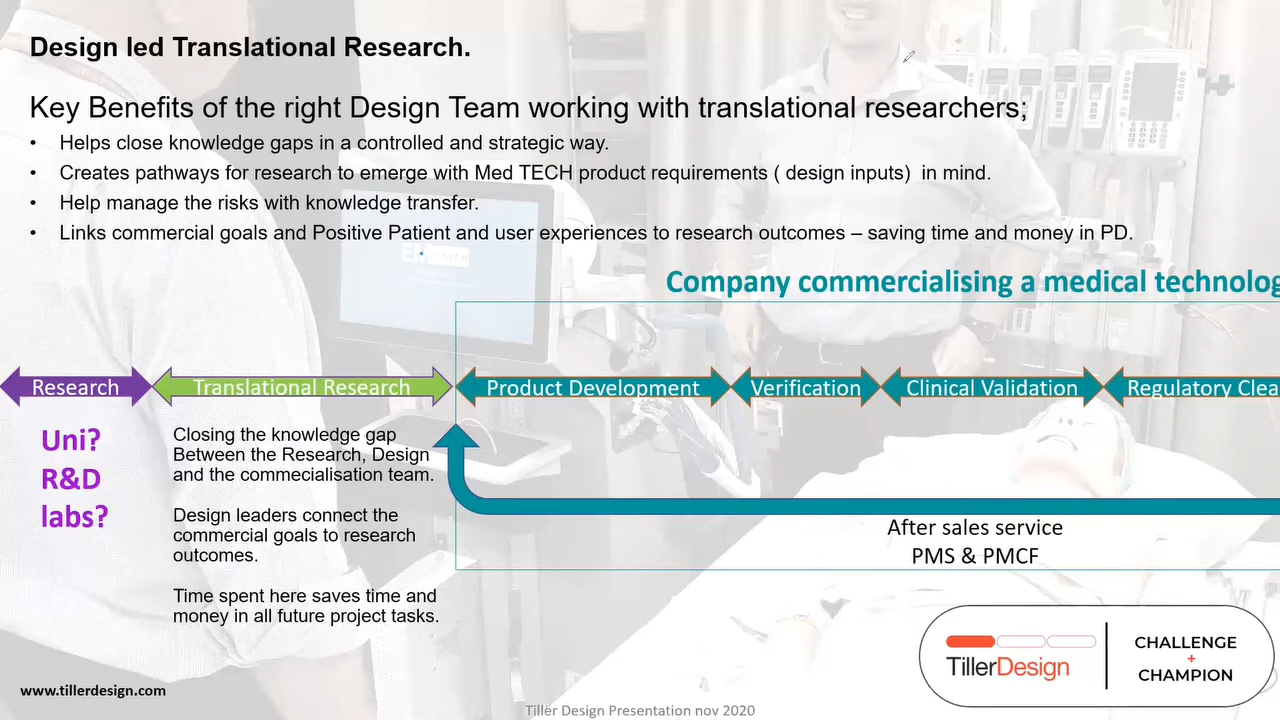 Design led Translational Research.
Key Benefits of the right Design Team working with translational researchers;
• Helps close knowledge gaps in a controlled and strategic way.
• Creates pathways for research to emerge with Med TECH product requirements ( design inputs)  in mind.
• Help manage the risks with knowledge transfer.
• Links commercial goals and Positive Patient and user experiences to research outcomes – saving time and money in PD.
Company commercialising a medical technolog
Research
Translational Research
Product Development
Verification
Clinical Validation
Regulatory Clea
Uni?
R&D
labs?
Closing the knowledge gap
Between the Research, Design
and the commecialisation team.
Design leaders connect the
commercial goals to research
outcomes.
Time spent here saves time and
money in all future project tasks.
After sales service
PMS & PMCF
TillerDesign
CHALLENGE
+
CHAMPION
www.tillerdesign.com
Tiller Design Presentation nov 2020